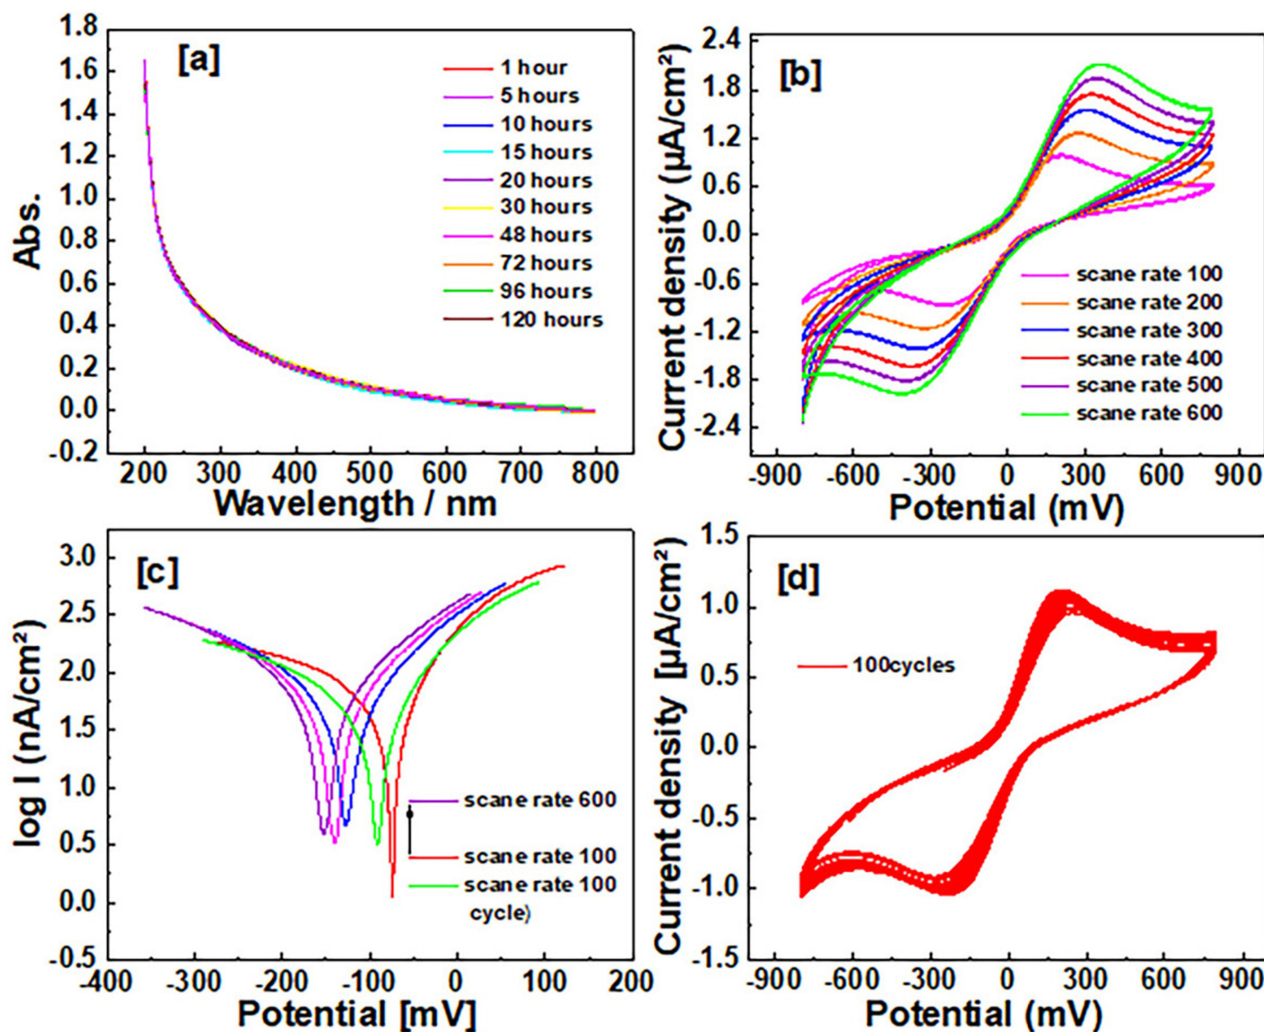 [a]
1.8
1.6
1.4
1.2
1.0
0.8
0.6
0.4
0.2
0.0
-0.2
Abs.
1 hour
5 hours
10 hours
15 hours
20 hours
30 hours
48 hours
72 hours
96 hours
120 hours
200 300 400 500 600 700 800
Wavelength / nm
[b]
2.4
1.8
1.2
0.6
0.0
-0.6
-1.2
-1.8
-2.4
Current density (µA/cm²)
scane rate 100
scane rate 200
scane rate 300
scane rate 400
scane rate 500
scane rate 600
-900 -600 -300 0 300 600 900
Potential (mV)
[c]
3.0
2.5
2.0
1.5
1.0
0.5
0.0
-0.5
log I (nA/cm²)
scane rate 600
scane rate 100
scane rate 100
cycle)
-400 -300 -200 -100 0 100 200
Potential [mV]
[d]
1.5
1.0
0.5
0.0
-0.5
-1.0
-1.5
Current density [µA/cm²)
100cycles
-900 -600 -300 0 300 600 900
Potential (mV)